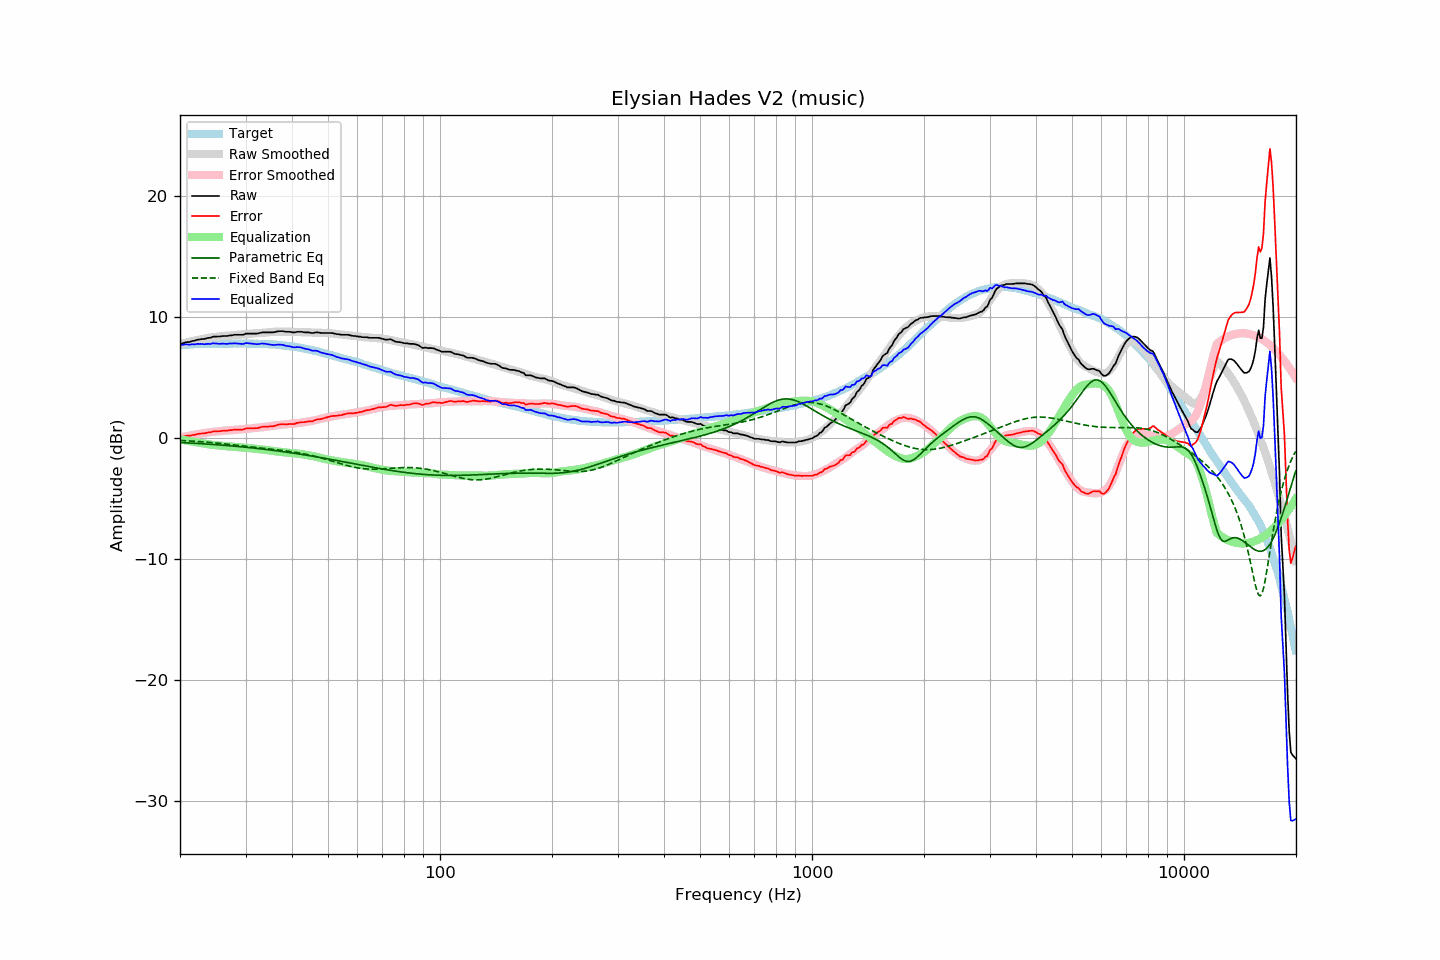 Elysian Hades V2 (music)
Target
Raw Smoothed
Error Smoothed
Raw
Error
Equalization
Parametric Eq
Fixed Band Eq
Equalized
20
10
0
−10
−20
−30
Amplitude (dBr)
100
1000
10000
Frequency (Hz)